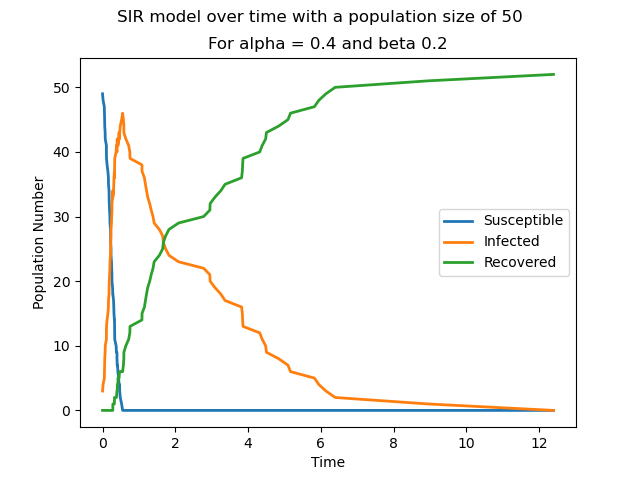 SIR model over time with a population size of 50
For alpha = 0.4 and beta 0.2
50
40
30
20
10
0
Population Number
Susceptible
Infected
Recovered
0 2 4 6 8 10 12
Time